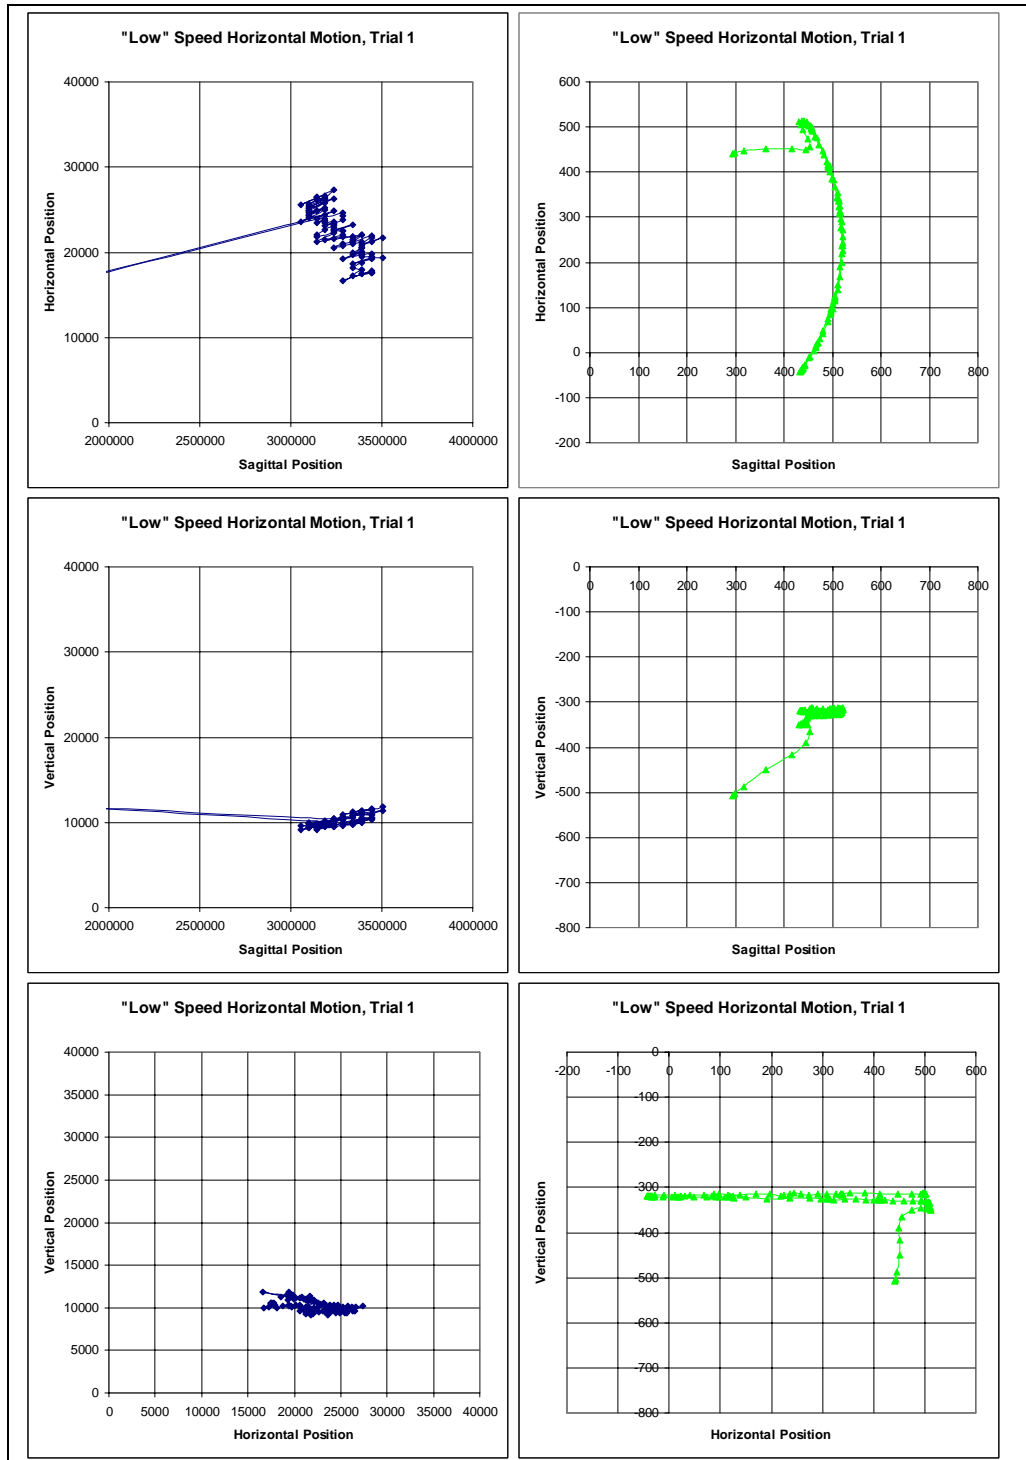 "Low" Speed Horizontal Motion, Trial 1
40000
30000
20000
10000
0
2000000 2500000 3000000 3500000 4000000
Horizontal Position
Sagittal Position
"Low" Speed Horizontal Motion, Trial 1
600
500
400
300
200
100
0
-100
-200
0 100 200 300 400 500 600 700 800
Horizontal Position
Sagittal Position
"Low" Speed Horizontal Motion, Trial 1
40000
30000
20000
10000
0
2000000 2500000 3000000 3500000 4000000
Vertical Position
Sagittal Position
"Low" Speed Horizontal Motion, Trial 1
0
-100
-200
-300
-400
-500
-600
-700
-800
0 100 200 300 400 500 600 700 800
Vertical Position
Sagittal Position
"Low" Speed Horizontal Motion, Trial 1
40000
35000
30000
25000
20000
15000
10000
5000
0
0 5000 10000 15000 20000 25000 30000 35000 40000
Vertical Position
Horizontal Position
"Low" Speed Horizontal Motion, Trial 1
0
-100
-200
-300
-400
-500
-600
-700
-800
-200 -100 0 100 200 300 400 500 600
Vertical Position
Horizontal Position